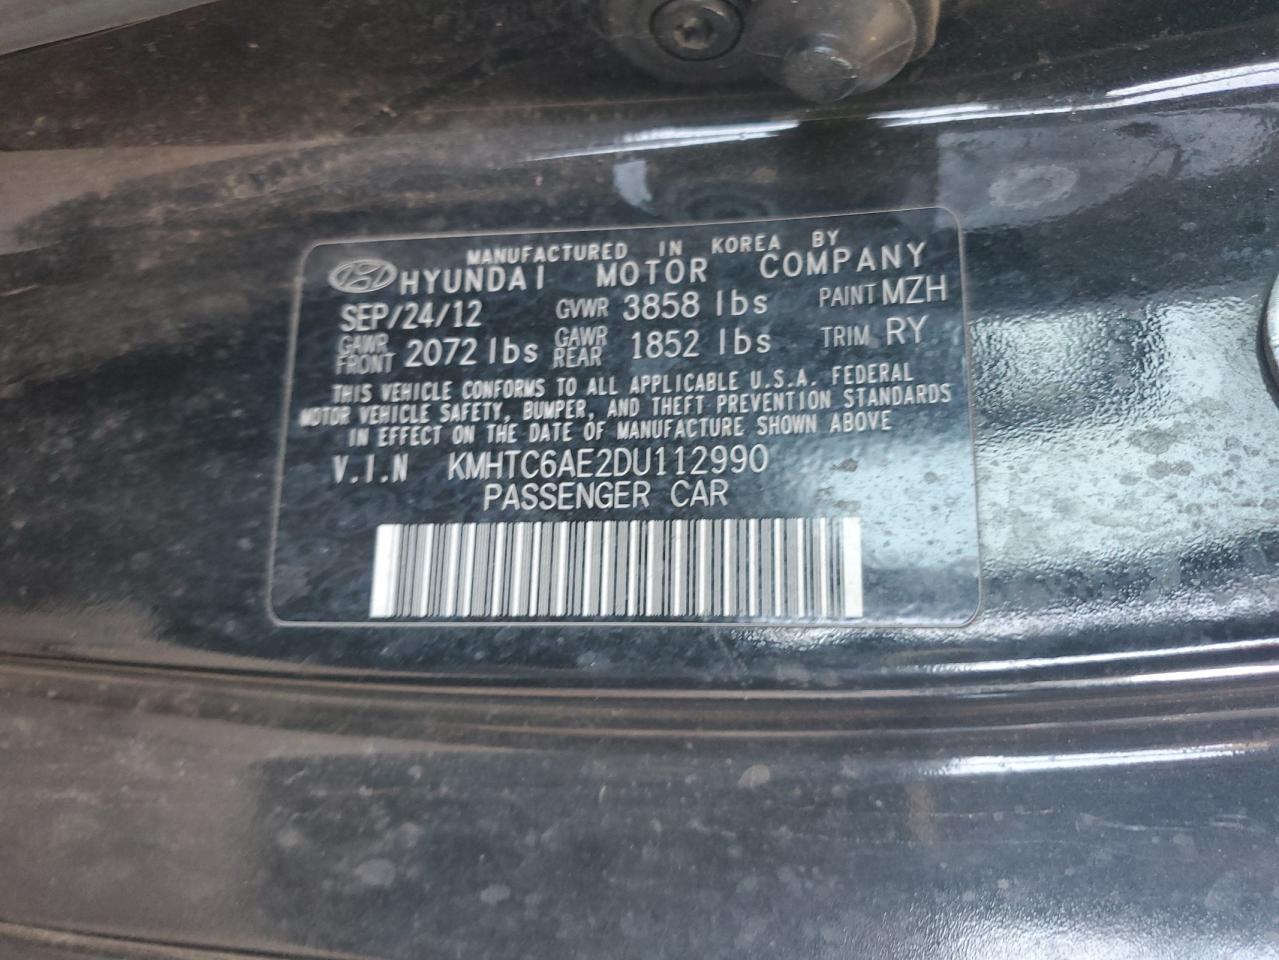 MANUFACTURED IN KOREA BY
HYUNDAI MOTOR COMPANY
SEP/24/12 GVWR 3858 lbs PAINT MZH
GAWR FRONT 2072 lbs GAWR REAR 1852 lbs TRIM RY
THIS VEHICLE CONFORMS TO ALL APPLICABLE U.S.A. FEDERAL
MOTOR VEHICLE SAFETY, BUMPER, AND THEFT PREVENTION STANDARDS
IN EFFECT ON THE DATE OF MANUFACTURE SHOWN ABOVE
V.I.N KMHTC6AE2DU112990
PASSENGER CAR